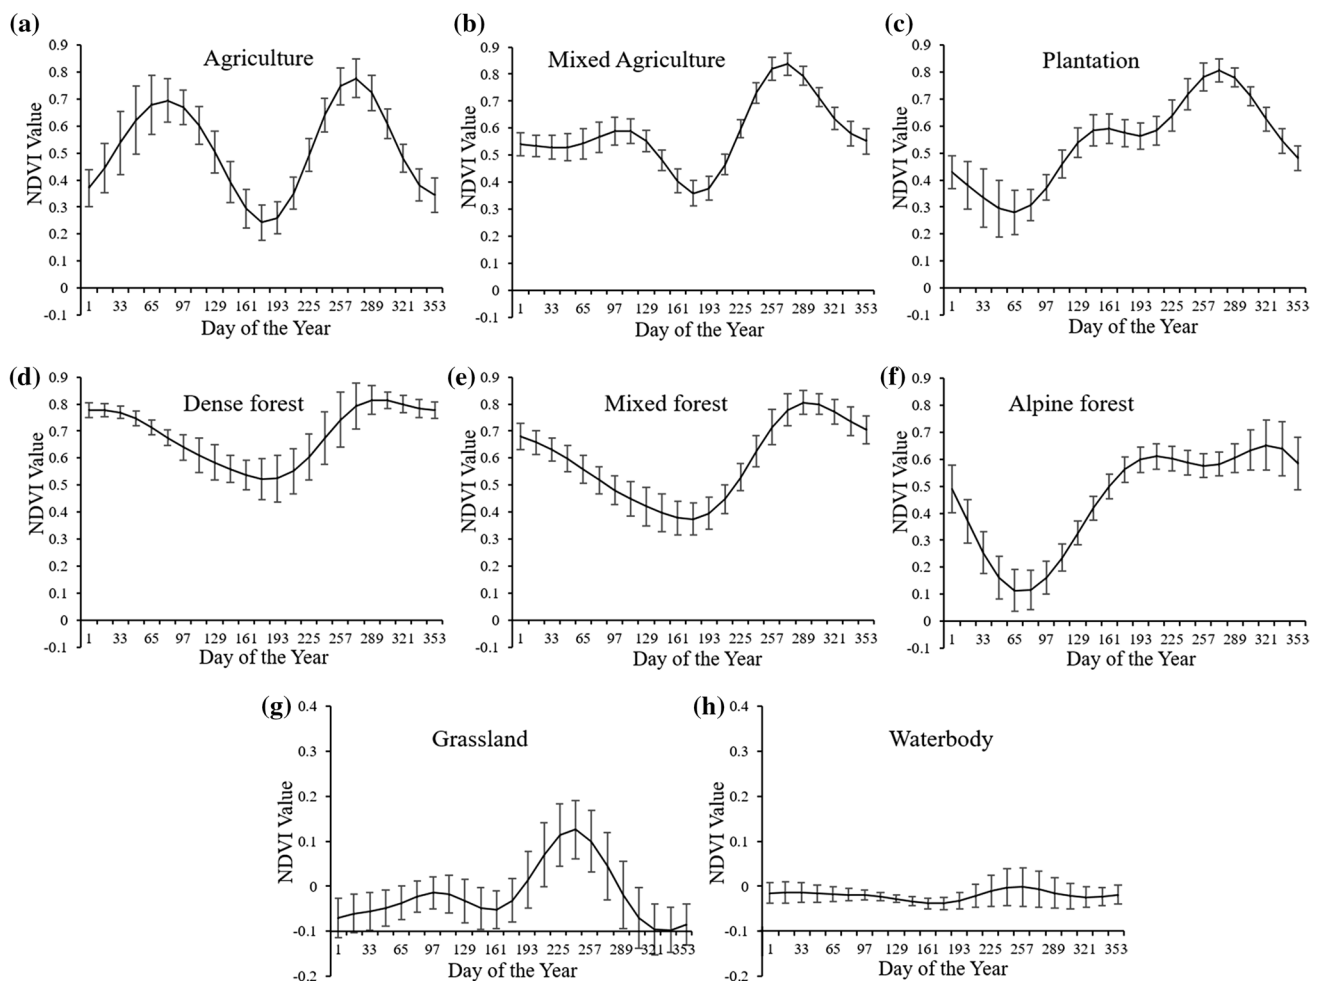 (a)
Agriculture
NDVI Value
0.9
0.8
0.7
0.6
0.5
0.4
0.3
0.2
0.1
0
-0.1
1 33 65 97 129 161 193 225 257 289 321 353
Day of the Year
(b)
Mixed Agriculture
NDVI Value
0.9
0.8
0.7
0.6
0.5
0.4
0.3
0.2
0.1
0
-0.1
1 33 65 97 129 161 193 225 257 289 321 353
Day of the Year
(c)
Plantation
NDVI Value
0.9
0.8
0.7
0.6
0.5
0.4
0.3
0.2
0.1
0
-0.1
1 33 65 97 129 161 193 225 257 289 321 353
Day of the Year
(d)
Dense forest
NDVI Value
0.9
0.8
0.7
0.6
0.5
0.4
0.3
0.2
0.1
0
-0.1
1 33 65 97 129 161 193 225 257 289 321 353
Day of the Year
(e)
Mixed forest
NDVI Value
0.9
0.8
0.7
0.6
0.5
0.4
0.3
0.2
0.1
0
-0.1
1 33 65 97 129 161 193 225 257 289 321 353
Day of the Year
(f)
Alpine forest
NDVI Value
0.9
0.8
0.7
0.6
0.5
0.4
0.3
0.2
0.1
0
-0.1
1 33 65 97 129 161 193 225 257 289 321 353
Day of the Year
(g)
Grassland
NDVI Value
0.4
0.3
0.2
0.1
0
-0.1
-0.2
1 33 65 97 129 161 193 225 257 289 321 353
Day of the Year
(h)
Waterbody
NDVI Value
0.4
0.3
0.2
0.1
0
-0.1
-0.2
1 33 65 97 129 161 193 225 257 289 321 353
Day of the Year